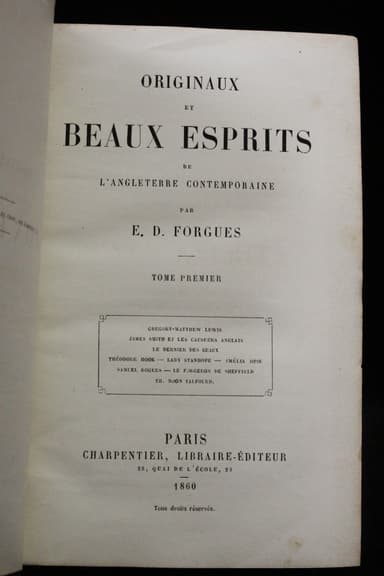 ORIGINAUX
ET
BEAUX ESPRITS
DE
L'ANGLETERRE CONTEMPORAINE
PAR
E. D. FORGUES
TOME PREMIER
GREGORY-MATTHEW LEWIS
JAMES SMITH ET LES CAUSEURS ANGLAIS
LE DERNIER DES BEAUX
THÉODORE HOOK — LADY STANHOPE — AMÉLIA OPIE
SAMUEL ROGERS — LE FORGERON DE SHEFFIELD
TH. NOON TALFOURD.
PARIS
CHARPENTIER, LIBRAIRE-ÉDITEUR
28, QUAI DE L'ÉCOLE, 28
1860
Tous droits réservés.